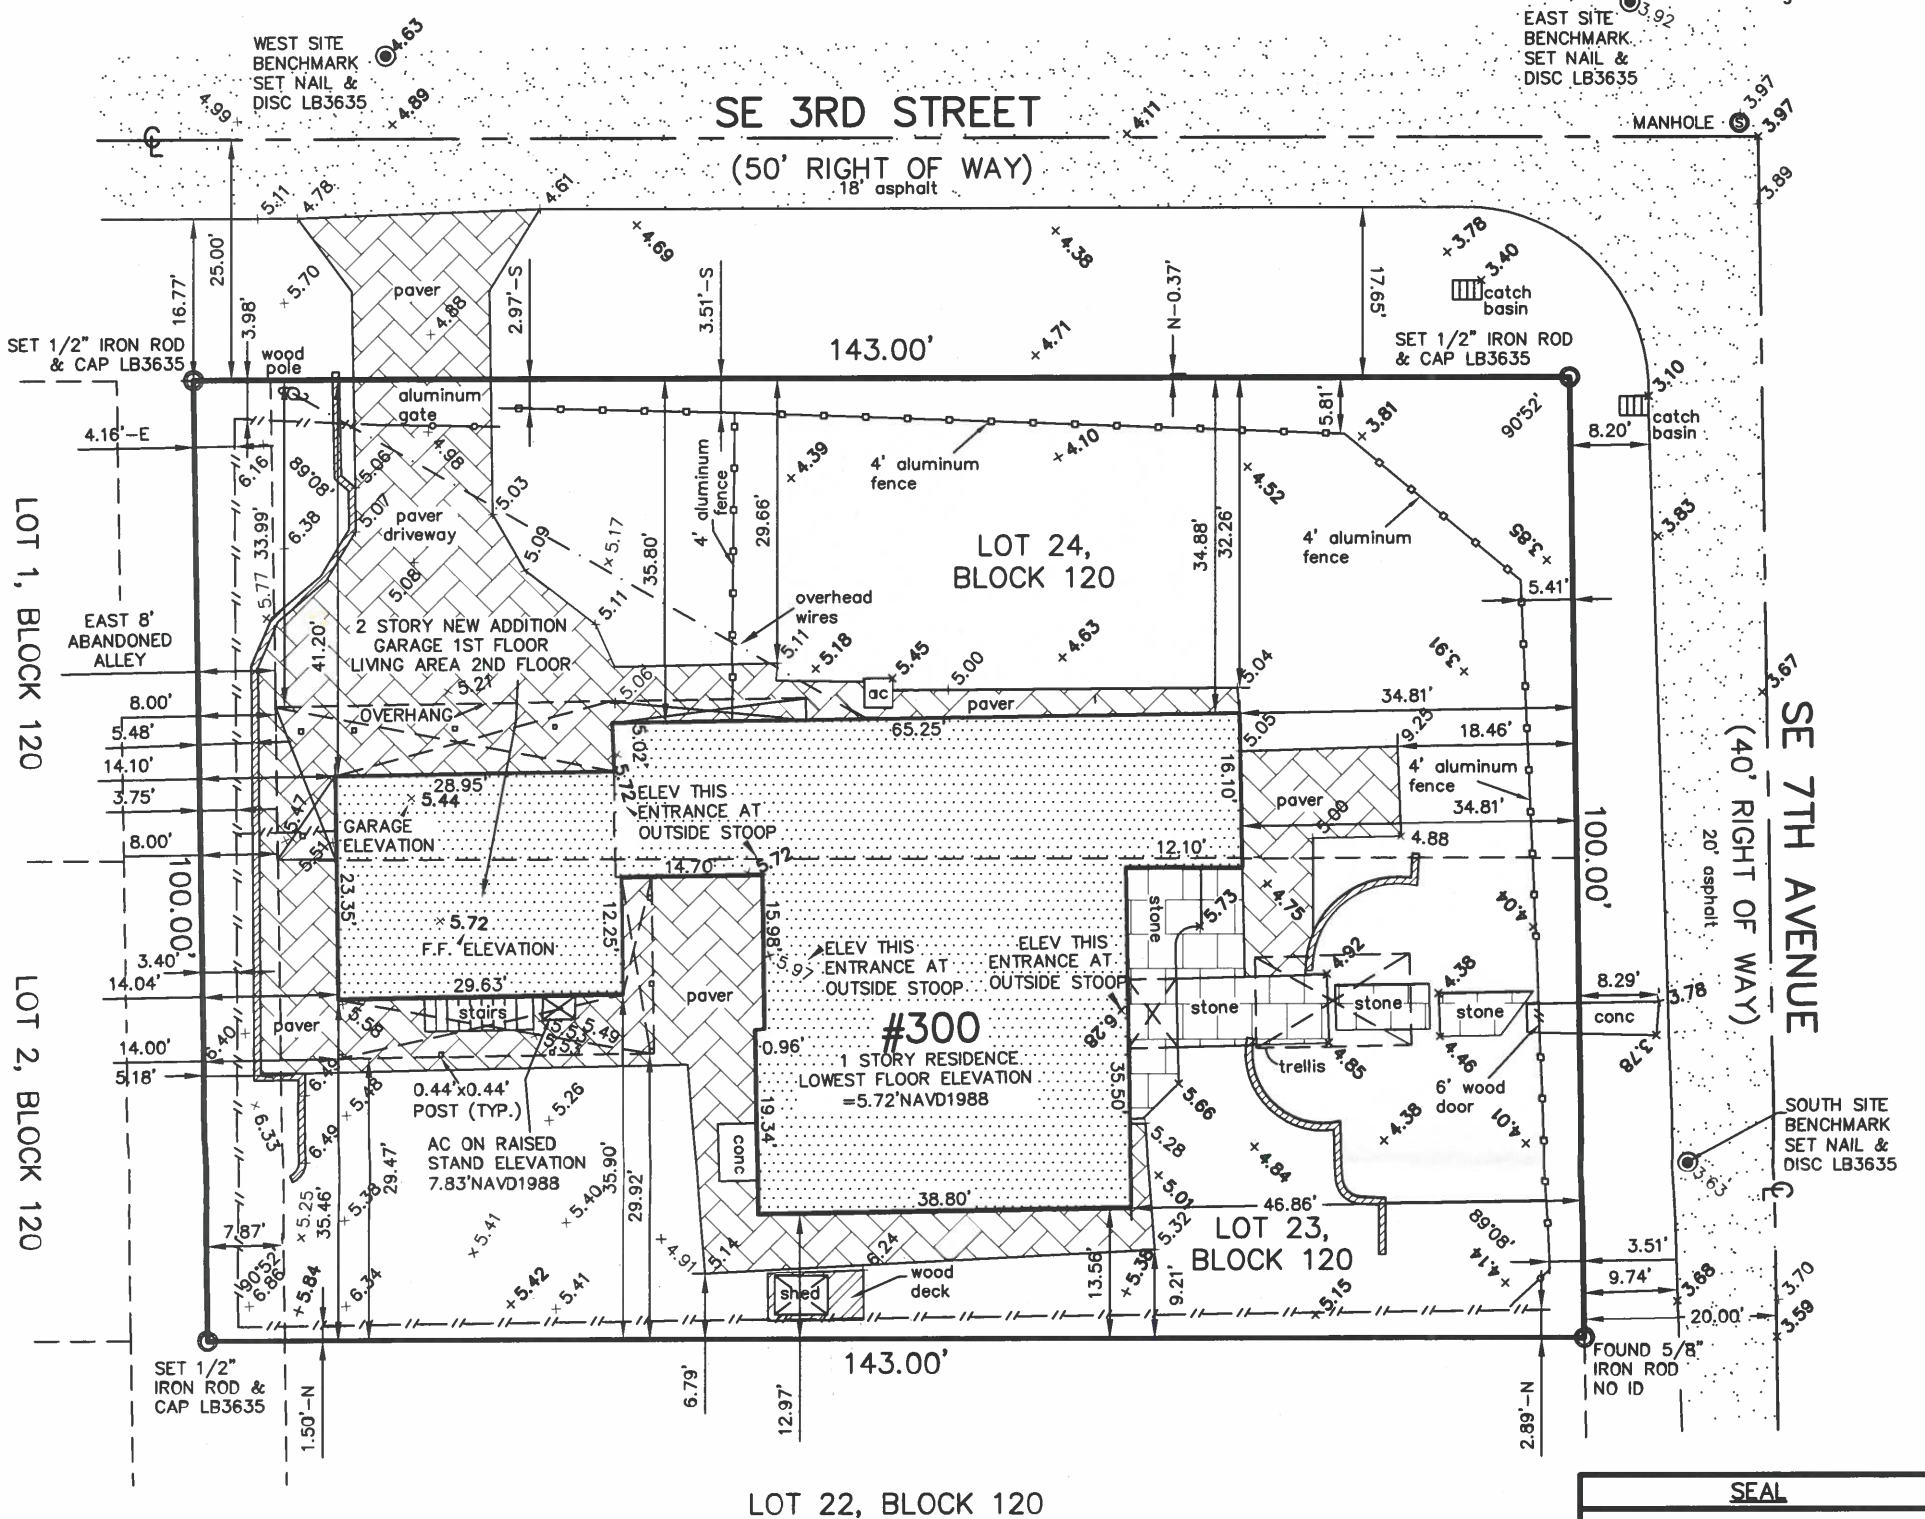 WEST SITE
BENCHMARK
SET NAIL &
DISC LB3635
4.63
4.99
4.89
EAST SITE
BENCHMARK
SET NAIL &
DISC LB3635
3.92
SE 3RD STREET
(50' RIGHT OF WAY)
18' asphalt
4.11
MANHOLE
S
3.97
3.97
3.89
5.11
4.78
4.61
16.77'
25.00'
3.98'
5.70
paver
4.88
2.97'-S
4.69
3.51'-S
4.38
4.71
N-0.37'
17.65'
3.78
3.40
catch
basin
SET 1/2" IRON ROD
& CAP LB3635
143.00'
SET 1/2" IRON ROD
& CAP LB3635
3.10
catch
basin
8.20'
wood
pole
aluminum
gate
4.16'-E
6.16
89°08'
5.06
4.98
5.81'
3.81
90°52'
4' aluminum
fence
4.39
4.10
4' aluminum
fence
4.52
33.99'
6.38
5.07
paver
driveway
5.03
5.09
5.17
35.80'
29.66'
34.88'
32.26'
4' aluminum
fence
3.85
3.83
LOT 24,
BLOCK 120
5.41'
LOT 1, BLOCK 120
EAST 8'
ABANDONED
ALLEY
5.77
5.08
5.11
2 STORY NEW ADDITION
GARAGE 1ST FLOOR
LIVING AREA 2ND FLOOR
41.20'
5.21
5.06
OVERHANG
overhead
wires
5.11
5.18
5.45
ac
5.00
4.63
5.04
paver
3.91
3.67
8.00'
5.48'
14.10'
3.75'
8.00'
65.25'
5.02'
5.72
34.81'
9.25
18.46'
5.05
16.10'
4' aluminum
fence
34.81'
paver
5.00
4.88
28.95'
5.44
GARAGE
ELEVATION
5.47
5.51
ELEV THIS
ENTRANCE AT
OUTSIDE STOOP
5.72
14.70'
12.10'
SE 7TH AVENUE
(40' RIGHT OF WAY)
20' asphalt
100.00'
100.00'
23.35'
5.72
F.F. ELEVATION
12.25'
29.63'
15.98'
5.97
ELEV THIS
ENTRANCE AT
OUTSIDE STOOP
ELEV THIS
ENTRANCE AT
OUTSIDE STOOP
stone
5.73
4.75
4.92
4.04
LOT 2, BLOCK 120
3.40'
14.04'
14.00'
5.18'
paver
6.40
5.58
stairs
5.49
paver
#300
1 STORY RESIDENCE
LOWEST FLOOR ELEVATION
=5.72'NAVD1988
0.96'
19.34'
6.28
35.50'
stone
stone
4.38
stone
8.29'
3.78
conc
3.78
trellis
4.85
4.46
6' wood
door
6.49
5.48
0.44'x0.44'
POST (TYP.)
5.26
AC ON RAISED
STAND ELEVATION
7.83'NAVD1988
6.33
6.49
5.38
29.47'
35.90'
29.92'
conc
5.66
5.28
5.01
4.84
4.38
4.01
SOUTH SITE
BENCHMARK
SET NAIL &
DISC LB3635
3.63
38.80'
46.86'
5.32
LOT 23,
BLOCK 120
89°08'
4.14
7.87'
90°52'
6.86
5.25
5.84
35.46'
6.34
5.41
5.40
5.42
5.41
4.91
5.14
6.24
wood
deck
shed
13.56'
5.38
9.21'
5.15
3.51'
9.74'
3.68
3.70
20.00'
3.59
SET 1/2"
IRON ROD &
CAP LB3635
1.50'-N
143.00'
6.79'
12.97'
2.89'-N
FOUND 5/8"
IRON ROD
NO ID
LOT 22, BLOCK 120
SEAL